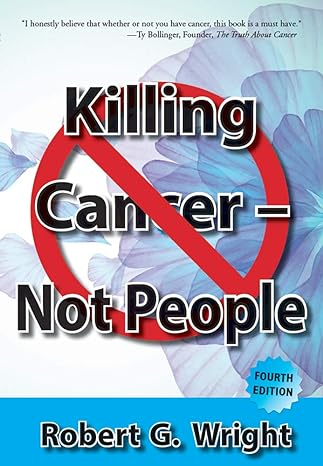 "I honestly believe that whether or not you have cancer, this book is a must have."
—Ty Bollinger, Founder, The Truth About Cancer
Killing
Cancer –
Not People
FOURTH
EDITION
Robert G. Wright